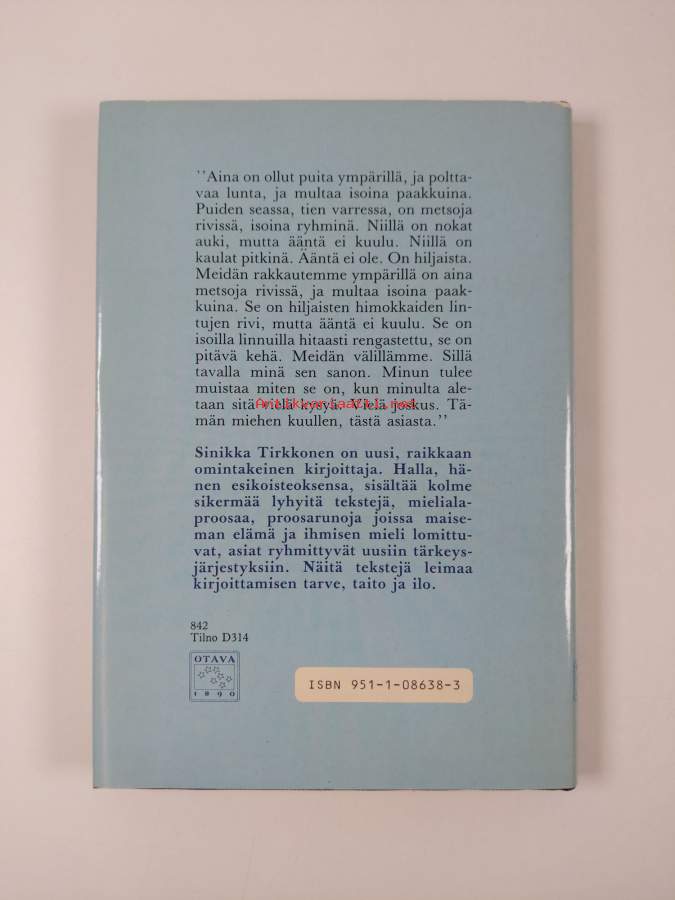 ''Aina on ollut puita ympärillä, ja poltta-
vaa lunta, ja multaa isoina paakkuina.
Puiden seassa, tien varressa, on metsoja
rivissä, isoina ryhminä. Niillä on nokat
auki, mutta ääntä ei kuulu. Niillä on
kaulat pitkinä. Ääntä ei ole. On hiljaista.
Meidän rakkautemme ympärillä on aina
metsoja rivissä, ja multaa isoina paak-
kuina. Se on hiljaisten himokkaiden lin-
tujen rivi, mutta ääntä ei kuulu. Se on
isoilla linnuilla hitaasti rengastettu, se on
pitävä kehä. Meidän välillämme. Sillä
tavalla minä sen sanon. Minun tulee
muistaa miten se on, kun minulta ale-
taan sitä vielä kysyä. Vielä joskus. Tä-
män miehen kuullen, tästä asiasta.''
Antikvariaatti.net
Sinikka Tirkkonen on uusi, raikkaan
omintakeinen kirjoittaja. Halla, hä-
nen esikoisteoksensa, sisältää kolme
sikermää lyhyitä tekstejä, mieliala-
proosaa, proosarunoja joissa maise-
man elämä ja ihmisen mieli lomittu-
vat, asiat ryhmittyvät uusiin tärkeys-
järjestyksiin. Näitä tekstejä leimaa
kirjoittamisen tarve, taito ja ilo.
842
Tilno D314
OTAVA
1890
ISBN 951-1-08638-3